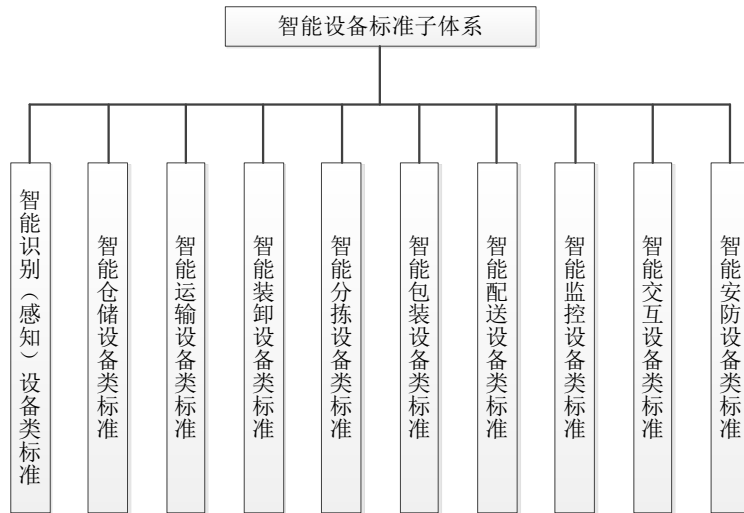 智能设备标准子体系
智能识别（感知）设备类标准
智能仓储设备类标准
智能运输设备类标准
智能装卸设备类标准
智能分拣设备类标准
智能包装设备类标准
智能配送设备类标准
智能监控设备类标准
智能交互设备类标准
智能安防设备类标准